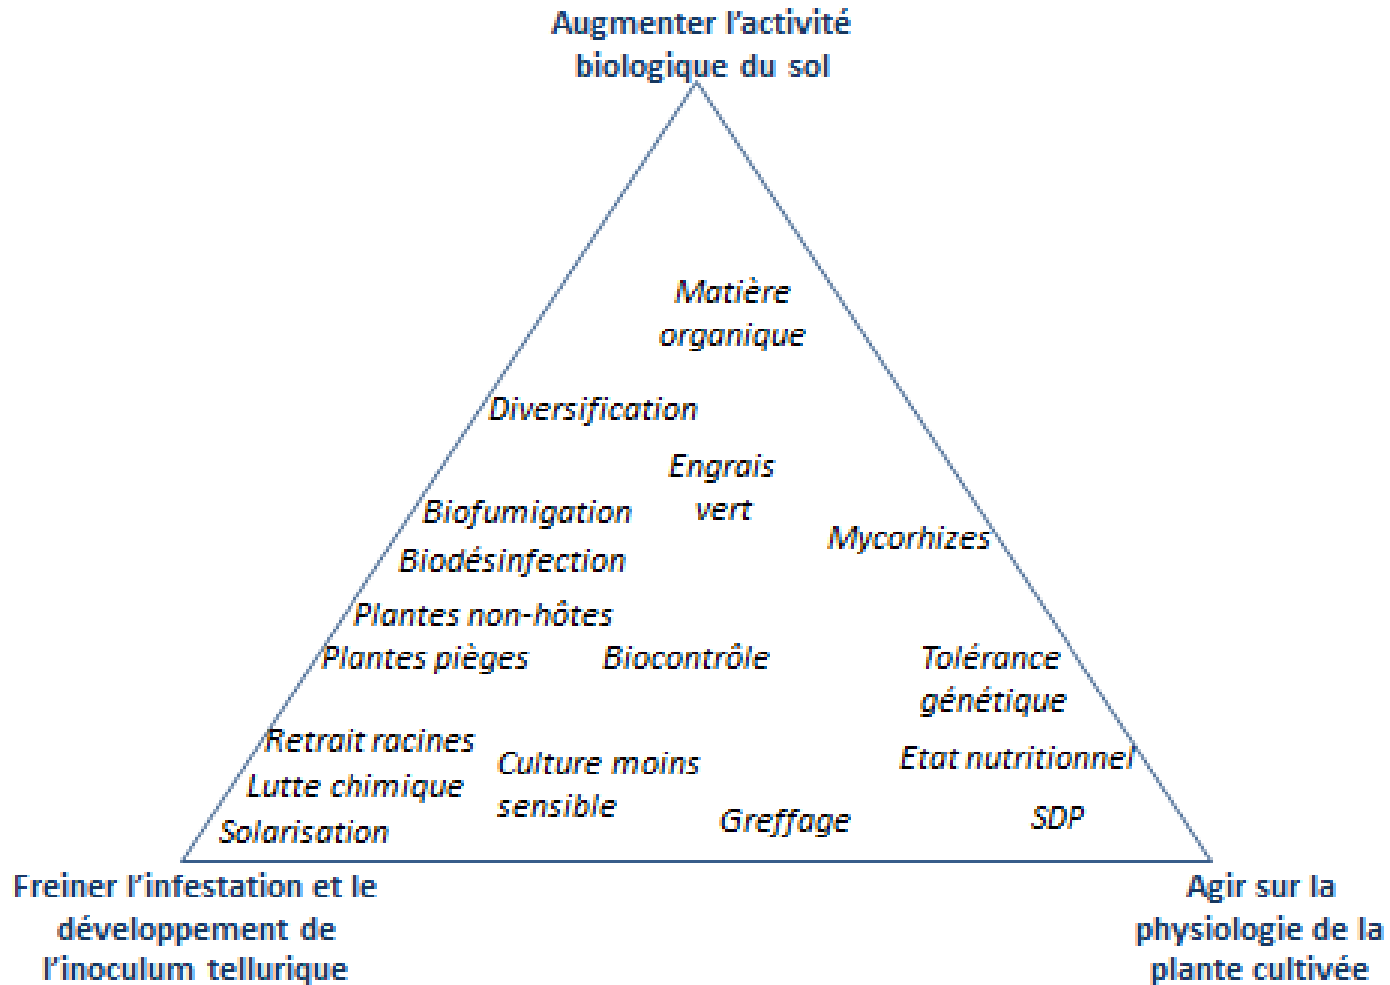 Augmenter l'activité
biologique du sol
Matière
organique
Diversification
Engrais
vert
Biofumigation
Mycorhizes
Biodésinfection
Plantes non-hôtes
Plantes pièges
Biocontrôle
Tolérance
génétique
Retrait racines
Culture moins
sensible
Etat nutritionnel
Lutte chimique
Greffage
SDP
Solarisation
Freiner l'infestation et le
développement de
l'inoculum tellurique
Agir sur la
physiologie de la
plante cultivée